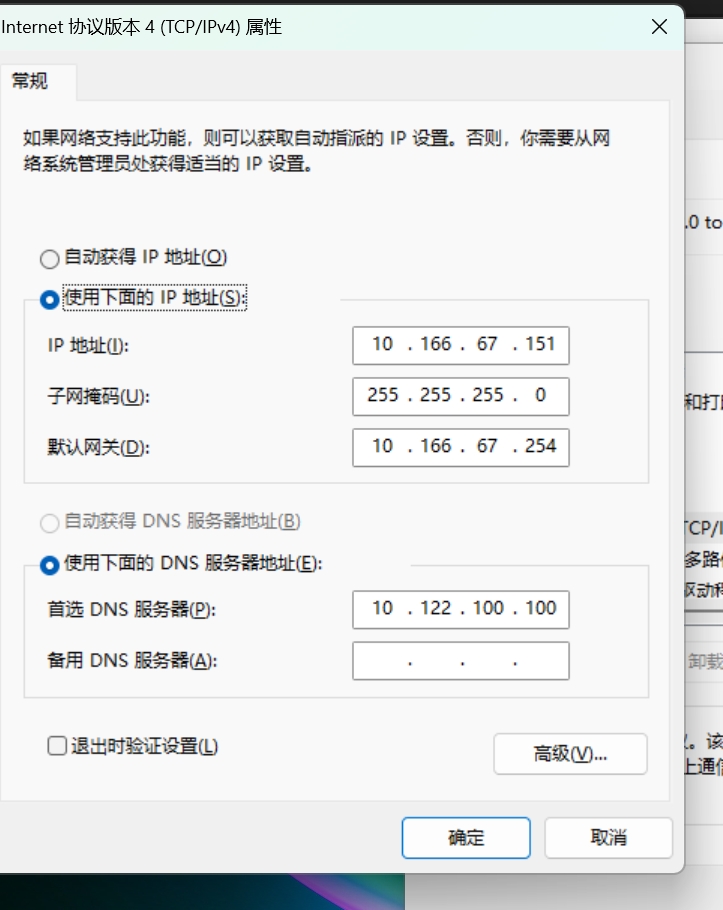 Internet 协议版本 4 (TCP/IPv4) 属性
常规
如果网络支持此功能，则可以获取自动指派的 IP 设置。否则，你需要从网
络系统管理员处获得适当的 IP 设置。
.0 to
自动获得 IP 地址(O)
使用下面的 IP 地址(S):
IP 地址(I): 10 . 166 . 67 . 151
子网掩码(U): 255 . 255 . 255 . 0
和打
默认网关(D): 10 . 166 . 67 . 254
自动获得 DNS 服务器地址(B)
TCP/I
使用下面的 DNS 服务器地址(E):
多路
驱动程
首选 DNS 服务器(P): 10 . 122 . 100 . 100
备用 DNS 服务器(A): . . .
卸载
退出时验证设置(L)
。该
高级(V)...
上通信
确定 取消